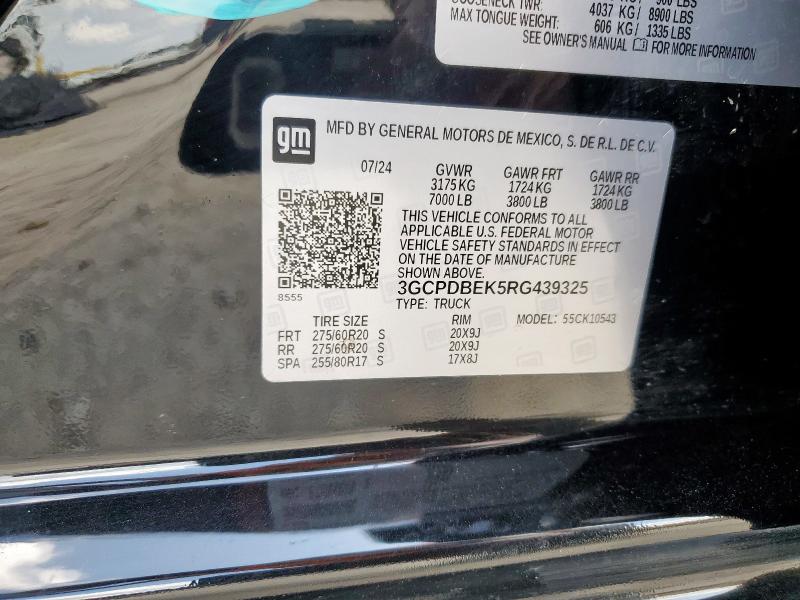 GOOSENECK TWR:
4037 KG / 8900 LBS
MAX TONGUE WEIGHT: 606 KG / 1335 LBS
SEE OWNER'S MANUAL FOR MORE INFORMATION
gm MFD BY GENERAL MOTORS DE MEXICO, S. DE R.L. DE C.V.
07/24 GVWR GAWR FRT GAWR RR
3175 KG 1724 KG 1724 KG
7000 LB 3800 LB 3800 LB
THIS VEHICLE CONFORMS TO ALL
APPLICABLE U.S. FEDERAL MOTOR
VEHICLE SAFETY STANDARDS IN EFFECT
ON THE DATE OF MANUFACTURE
SHOWN ABOVE.
8555
3GCPDBEK5RG439325
TYPE: TRUCK
TIRE SIZE RIM MODEL: 55CK10543
FRT 275/60R20 S 20X9J
RR 275/60R20 S 20X9J
SPA 255/80R17 S 17X8J